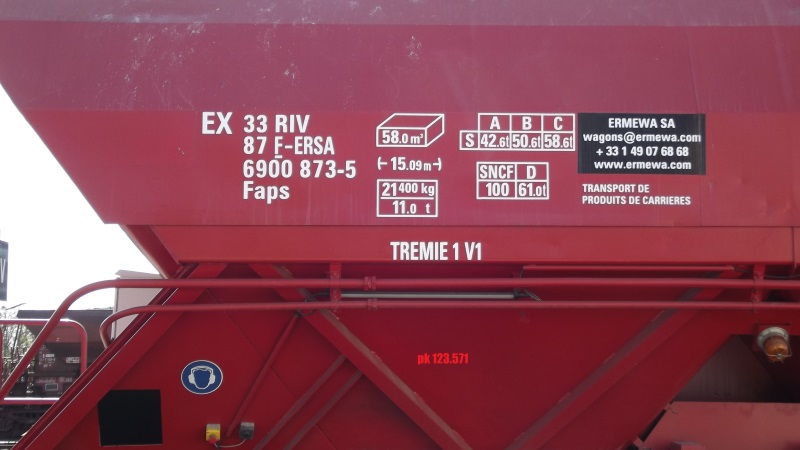 EX 33 RIV
87 F-ERSA
6900 873-5
Faps
58.0 m³
15.09 m
21 400 kg
11.0 t
A B C
S 42.6t 50.6t 58.6t
SNCF D
100 61.0t
ERMEWA SA
wagons@ermewa.com
+ 33 1 49 07 68 68
www.ermewa.com
TRANSPORT DE
PRODUITS DE CARRIERES
TREMIE 1 V1
pk 123.571
V